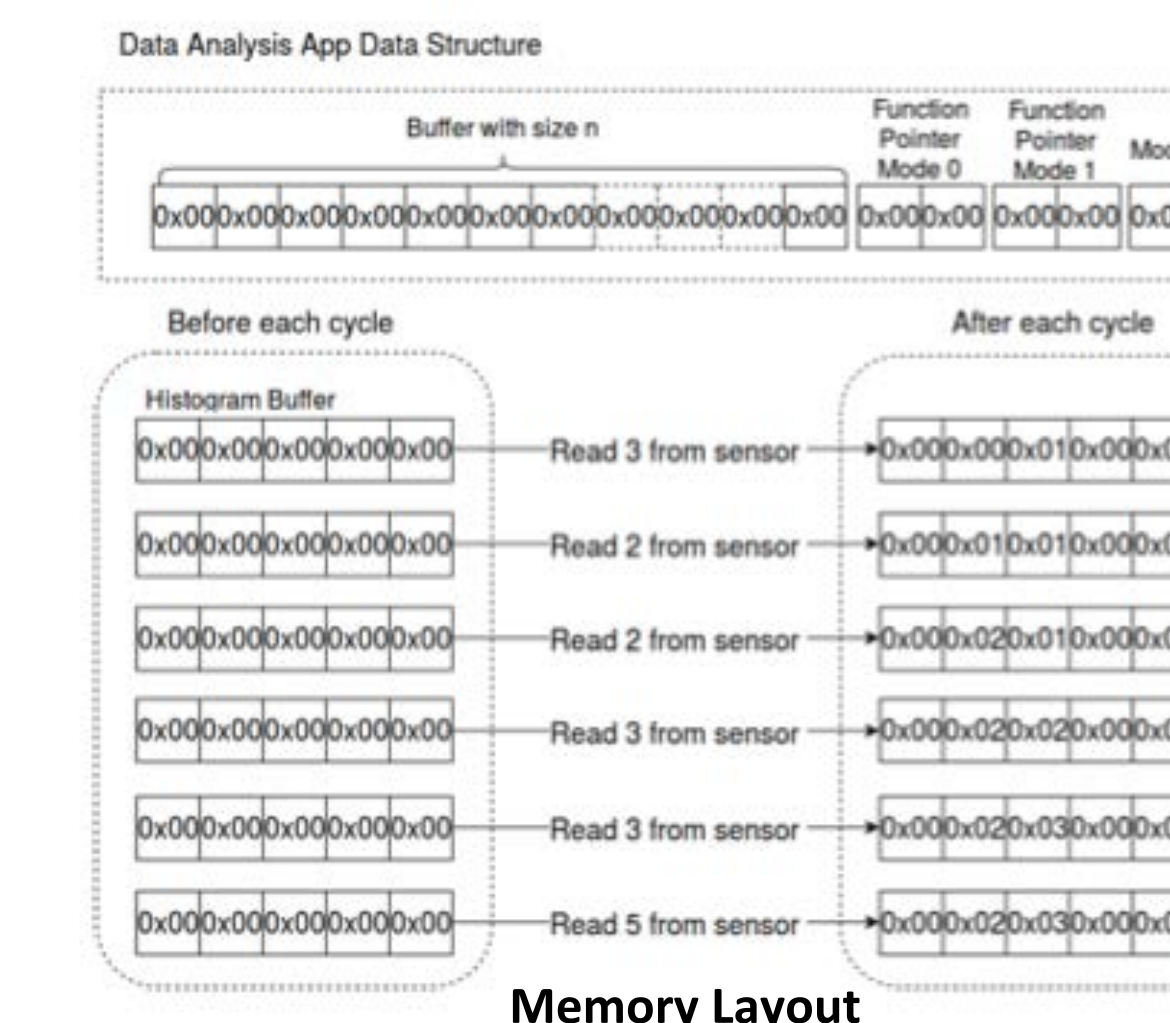 Data Analysis App Data Structure
Buffer with size n
Function
Pointer
Mode 0
Function
Pointer
Mode 1
0x00 0x00 0x00 0x00 0x00 0x00 0x00 0x00 0x00 0x00 0x00 0x00 0x00 0x00 0x00
Before each cycle
After each cycle
Histogram Buffer
0x00 0x00 0x00 0x00 0x00 Read 3 from sensor 0x00 0x00 0x01 0x00
0x00 0x00 0x00 0x00 0x00 Read 2 from sensor 0x00 0x01 0x01 0x00
0x00 0x00 0x00 0x00 0x00 Read 2 from sensor 0x00 0x02 0x01 0x00
0x00 0x00 0x00 0x00 0x00 Read 3 from sensor 0x00 0x02 0x02 0x00
0x00 0x00 0x00 0x00 0x00 Read 3 from sensor 0x00 0x02 0x03 0x00
0x00 0x00 0x00 0x00 0x00 Read 5 from sensor 0x00 0x02 0x03 0x00
Memory Layout